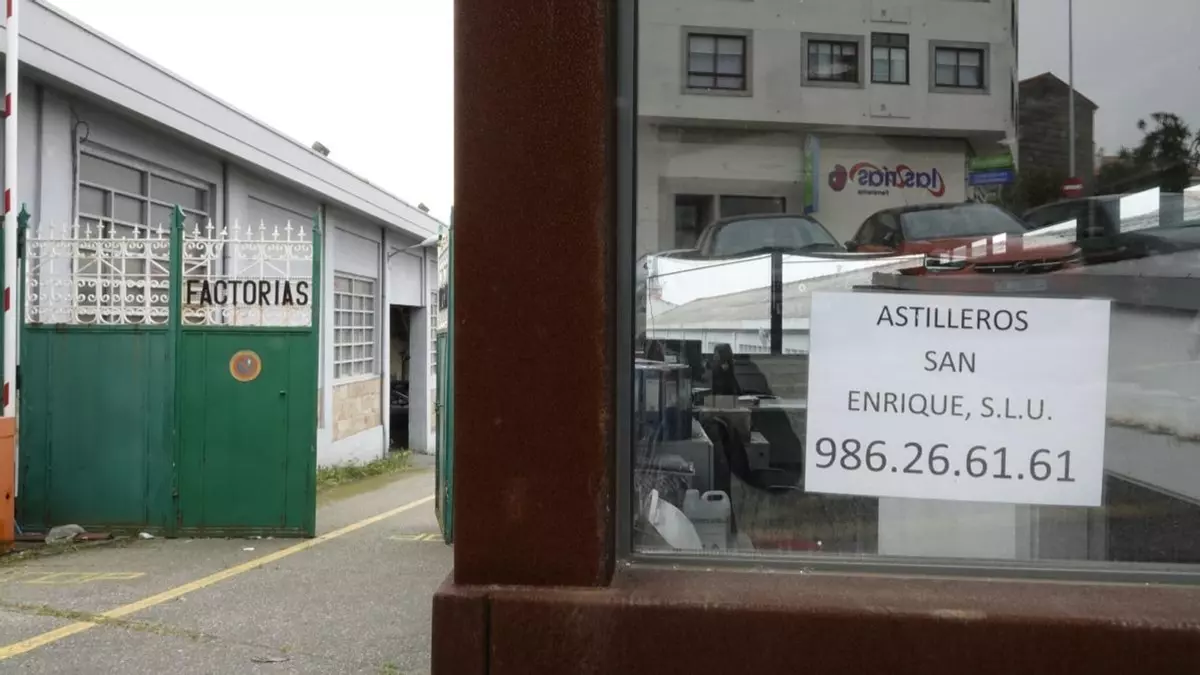 FACTORIAS
lasRías
ASTILLEROS
SAN
ENRIQUE, S.L.U.
986.26.61.61